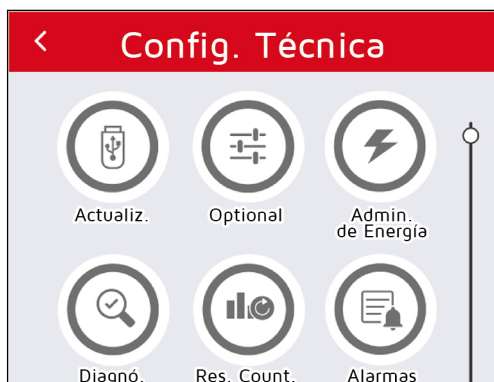 Config. Técnica
Actualiz.
Optional
Admin.
de Energía
Diagnó.
Res. Count.
Alarmas